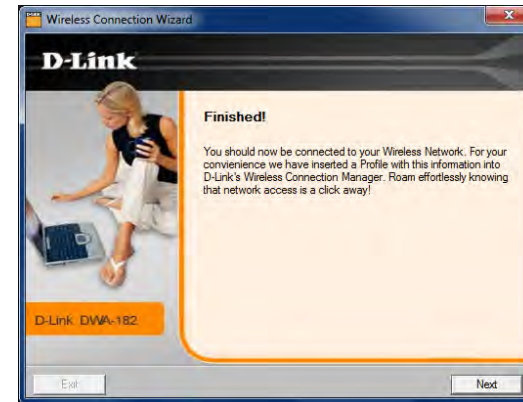 Wireless Connection Wizard
D-Link
Finished!
You should now be connected to your Wireless Network. For your
convienience we have inserted a Profile with this information into
D-Link's Wireless Connection Manager. Roam effortlessly knowing
that network access is a click away!
D-Link DWA-182
Exit
Next